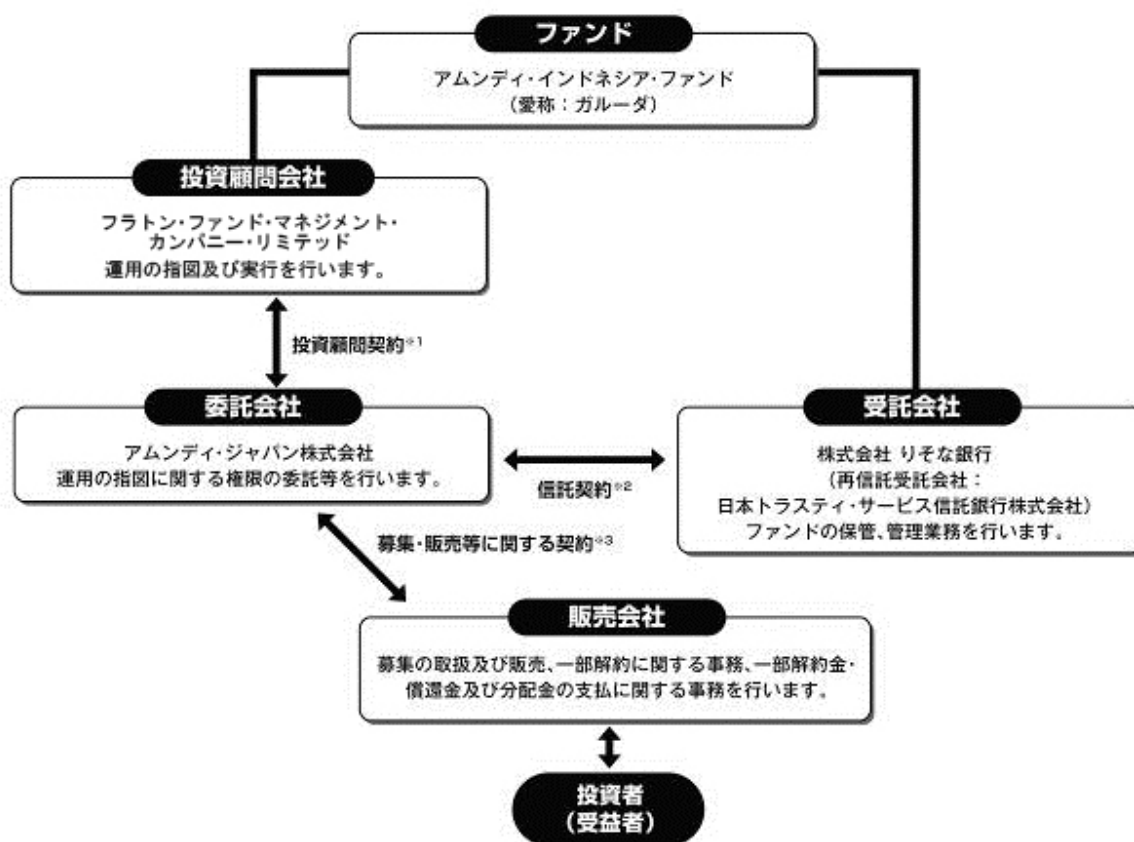 ファンド
アムンディ・インドネシア・ファンド
（愛称：ガルーダ）
投資顧問会社
フラトン・ファンド・マネジメント・
カンパニー・リミテッド
運用の指図及び実行を行います。
投資顧問契約※1
委託会社
アムンディ・ジャパン株式会社
運用の指図に関する権限の委託等を行います。
信託契約※2
受託会社
株式会社 りそな銀行
（再信託受託会社：
日本トラスティ・サービス信託銀行株式会社）
ファンドの保管、管理業務を行います。
募集・販売等に関する契約※3
販売会社
募集の取扱及び販売、一部解約に関する事務、一部解約金・
償還金及び分配金の支払に関する事務を行います。
投資者
（受益者）